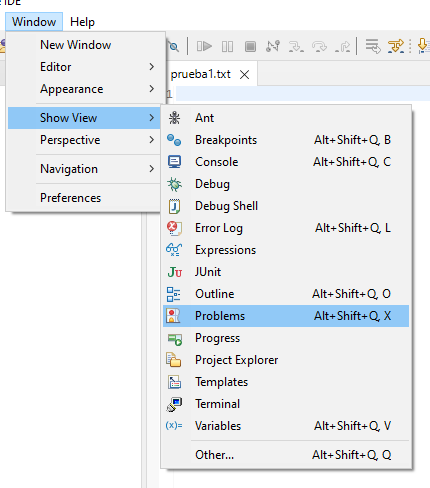 IDE
Window Help
New Window
Editor
Appearance
Show View
Perspective
Navigation
Preferences
prueba1.txt
1
Ant
Breakpoints Alt+Shift+Q, B
Console Alt+Shift+Q, C
Debug
Debug Shell
Error Log Alt+Shift+Q, L
Expressions
JUnit
Outline Alt+Shift+Q, O
Problems Alt+Shift+Q, X
Progress
Project Explorer
Templates
Terminal
Variables Alt+Shift+Q, V
Other... Alt+Shift+Q, Q